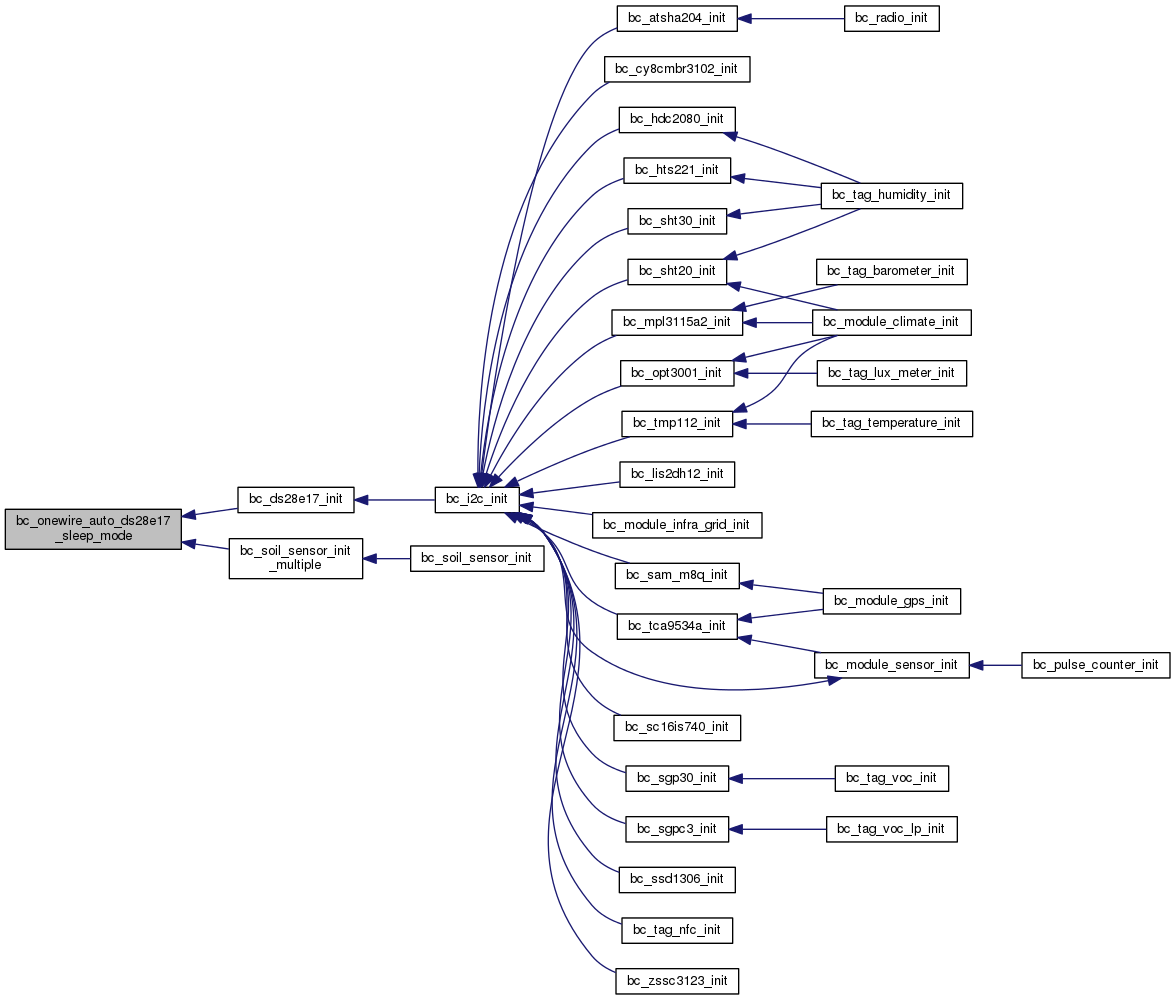 bc_atsha204_init
bc_radio_init
bc_cy8cmbr3102_init
bc_hdc2080_init
bc_hts221_init
bc_tag_humidity_init
bc_sht30_init
bc_sht20_init
bc_tag_barometer_init
bc_mpl3115a2_init
bc_module_climate_init
bc_opt3001_init
bc_tag_lux_meter_init
bc_tmp112_init
bc_tag_temperature_init
bc_lis2dh12_init
bc_ds28e17_init
bc_i2c_init
bc_onewire_auto_ds28e17
_sleep_mode
bc_module_infra_grid_init
bc_soil_sensor_init
_multiple
bc_soil_sensor_init
bc_sam_m8q_init
bc_module_gps_init
bc_tca9534a_init
bc_module_sensor_init
bc_pulse_counter_init
bc_sc16is740_init
bc_sgp30_init
bc_tag_voc_init
bc_sgpc3_init
bc_tag_voc_lp_init
bc_ssd1306_init
bc_tag_nfc_init
bc_zssc3123_init